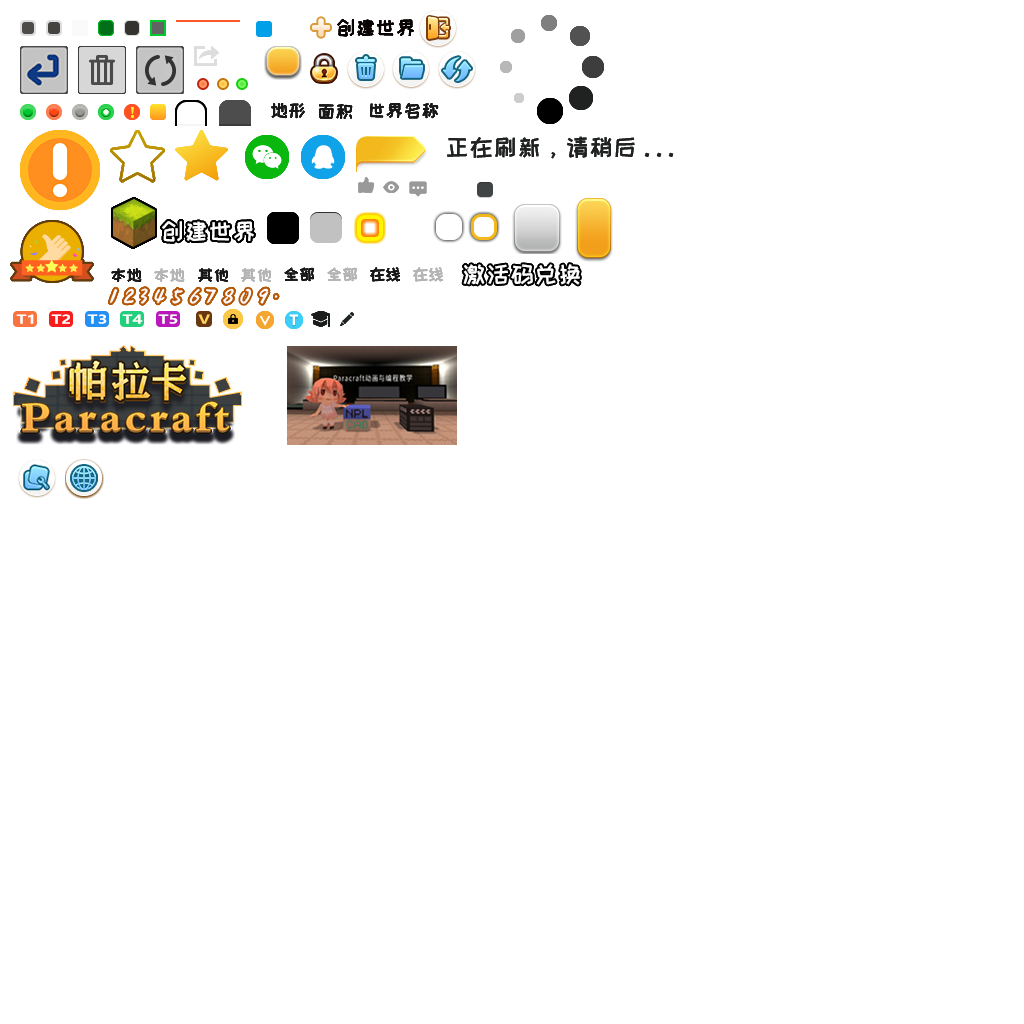 创建世界
地形 面积 世界名称
正在刷新，请稍后...
创建世界
本地 本地 其他 其他 全部 全部 在线 在线
激活码兑换
1234567809.
T1 T2 T3 T4 T5 V V T
帕拉卡
Paracraft
Paracraft动画与编程教学
NPL